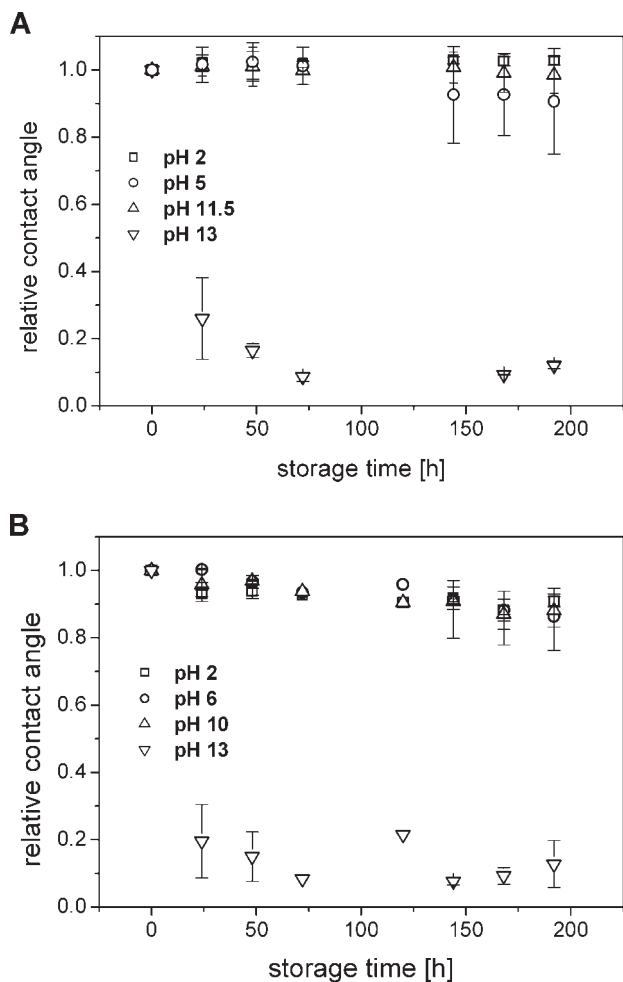 A
relative contact angle
1.0
0.8
0.6
0.4
0.2
0.0
pH 2
pH 5
pH 11.5
pH 13
0 50 100 150 200
storage time [h]
B
relative contact angle
1.0
0.8
0.6
0.4
0.2
0.0
pH 2
pH 6
pH 10
pH 13
0 50 100 150 200
storage time [h]